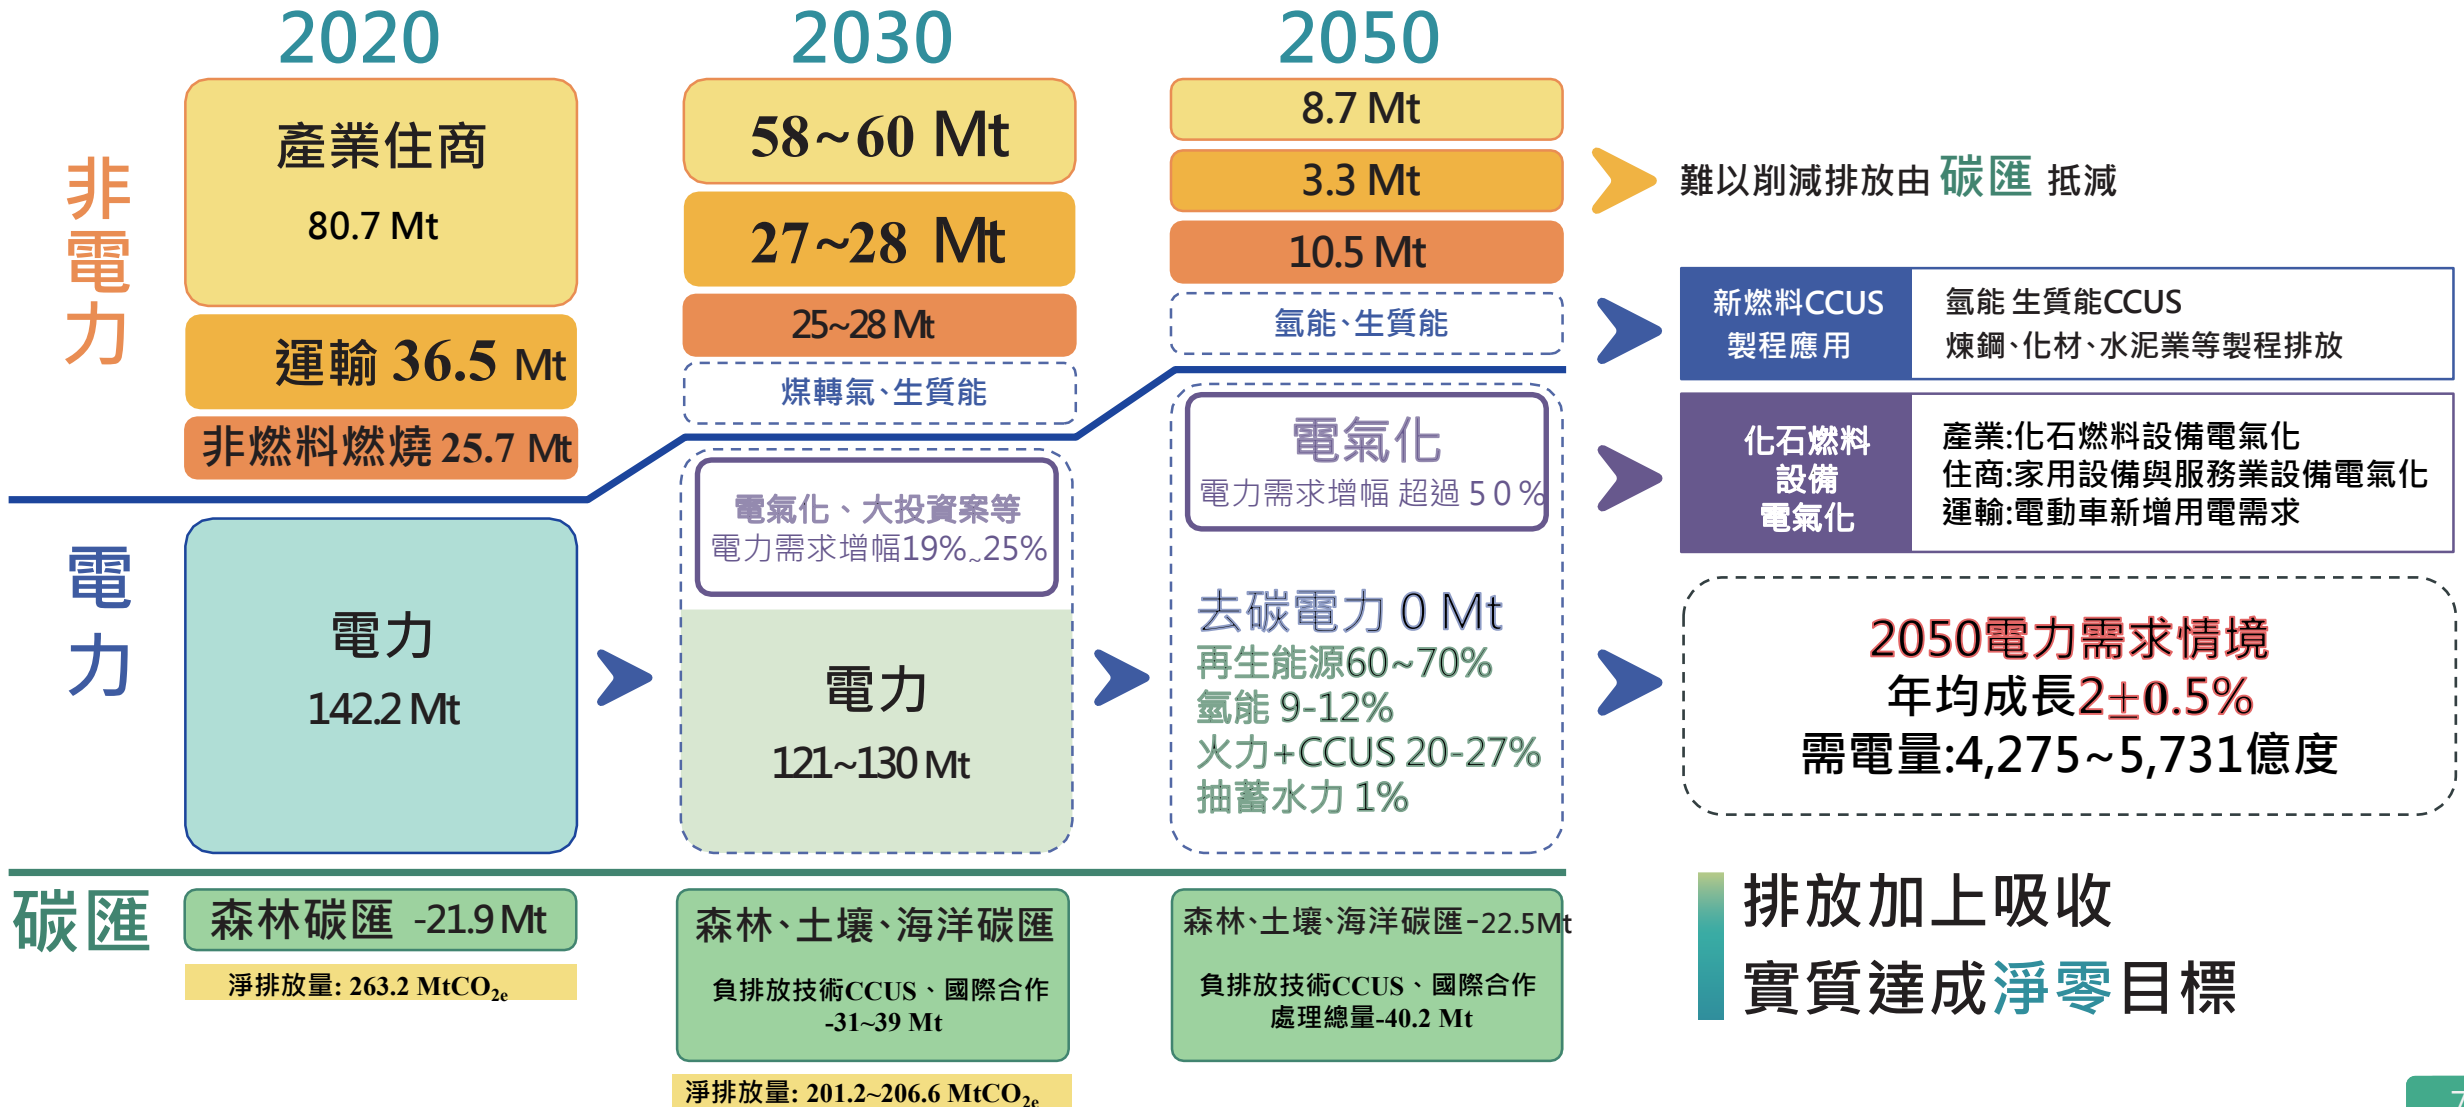 2020
2030
2050
非電力
產業住商
80.7 Mt
運輸 36.5 Mt
非燃料燃燒 25.7 Mt
58~60 Mt
27~28 Mt
25~28 Mt
煤轉氣、生質能
8.7 Mt
3.3 Mt
10.5 Mt
氫能、生質能
難以削減排放由 碳匯 抵減
新燃料CCUS
製程應用
氫能 生質能CCUS
煉鋼、化材、水泥業等製程排放
化石燃料
設備
電氣化
產業:化石燃料設備電氣化
住商:家用設備與服務業設備電氣化
運輸:電動車新增用電需求
電力
電力
142.2 Mt
電氣化、大投資案等
電力需求增幅19%~25%
電力
121~130 Mt
電氣化
電力需求增幅 超過 50%
去碳電力 0 Mt
再生能源60~70%
氫能 9-12%
火力+CCUS 20-27%
抽蓄水力 1%
2050電力需求情境
年均成長2±0.5%
需電量:4,275~5,731億度
碳匯
森林碳匯 -21.9 Mt
淨排放量: 263.2 MtCO2e
森林、土壤、海洋碳匯
負排放技術CCUS、國際合作
-31~39 Mt
淨排放量: 201.2~206.6 MtCO2e
森林、土壤、海洋碳匯-22.5Mt
負排放技術CCUS、國際合作
處理總量-40.2 Mt
排放加上吸收
實質達成淨零目標